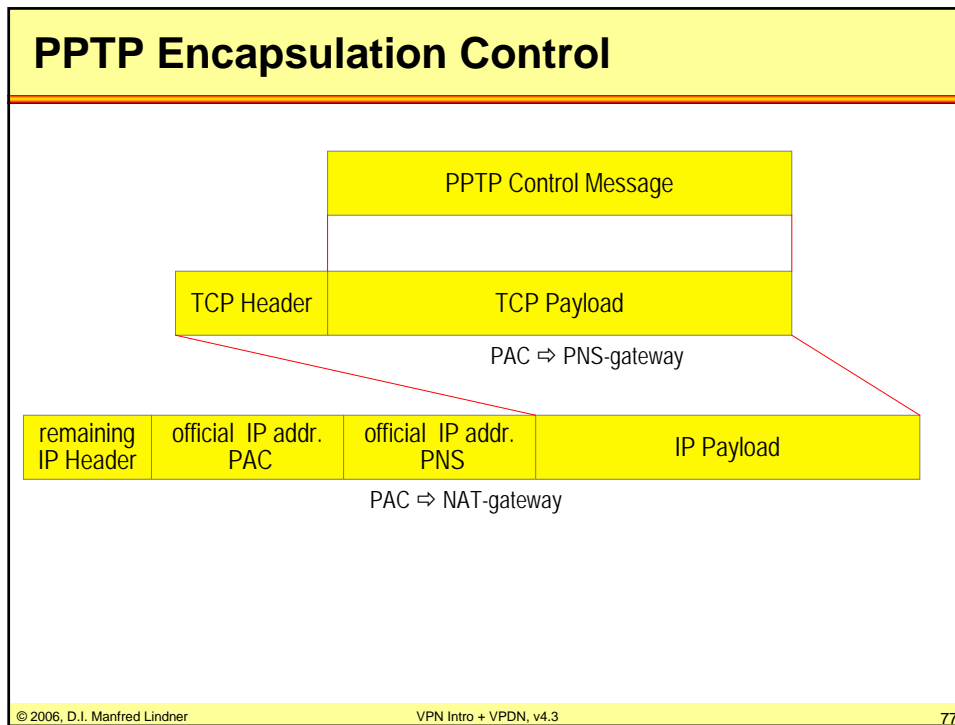 PPTP Encapsulation Control
PPTP Control Message
TCP Header
TCP Payload
PAC ⇨ PNS-gateway
remaining
IP Header
official IP addr.
PAC
official IP addr.
PNS
IP Payload
PAC ⇨ NAT-gateway
© 2006, D.I. Manfred Lindner
VPN Intro + VPDN, v4.3
77